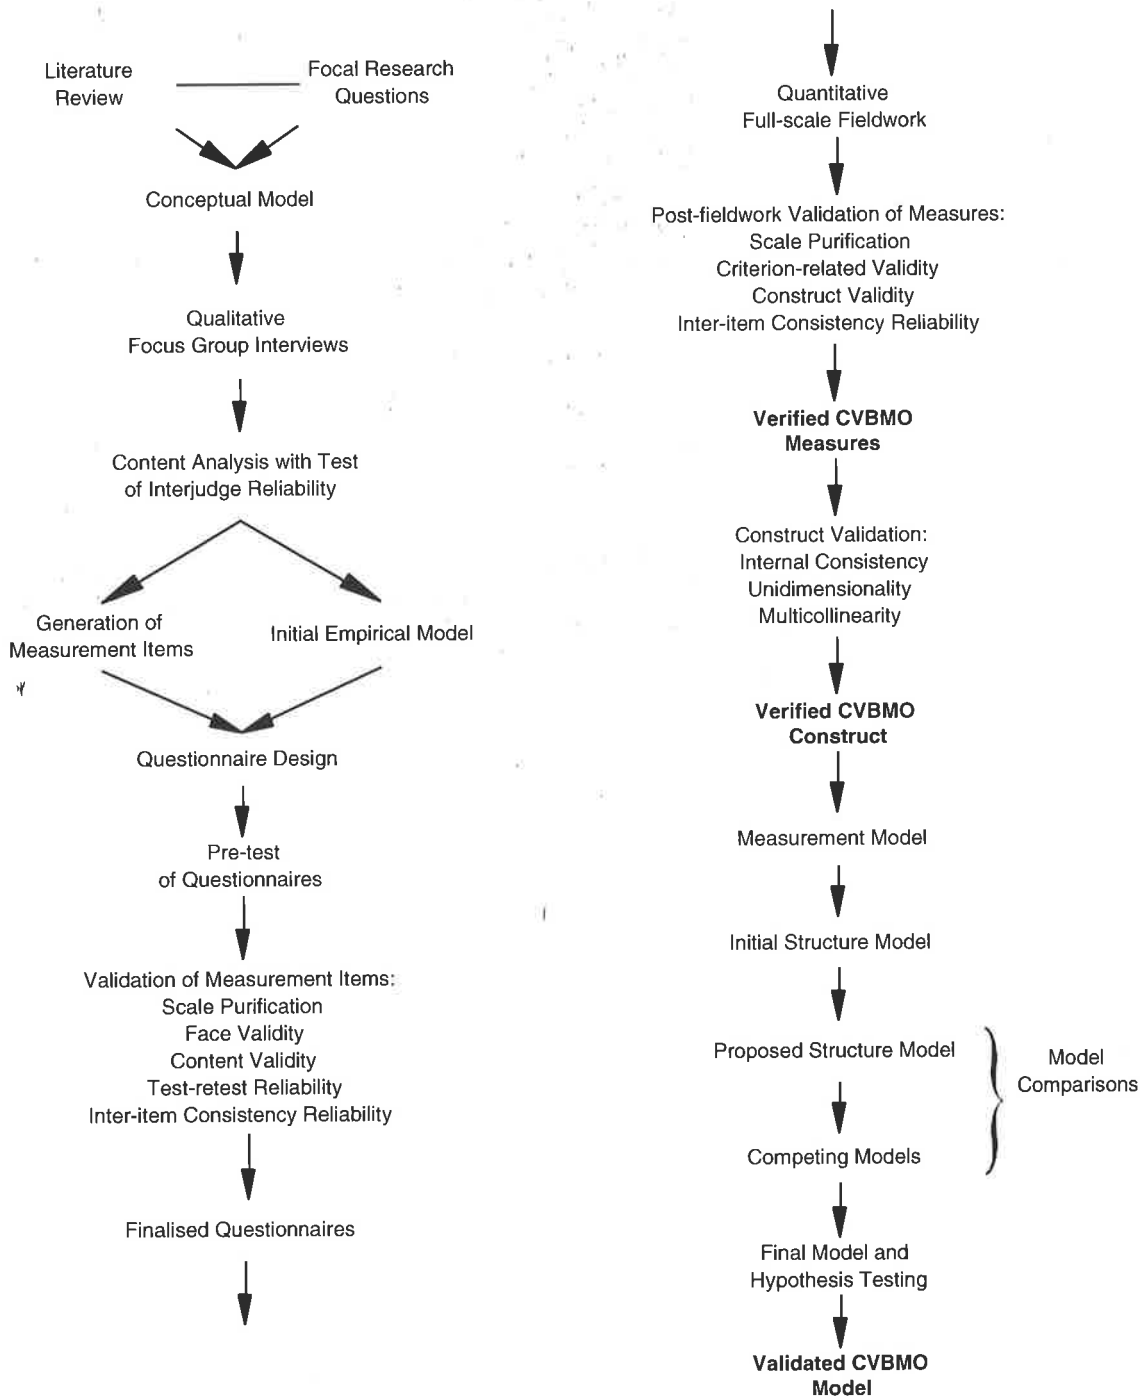 Literature
Review
Focal Research
Questions
Conceptual Model
Qualitative
Focus Group Interviews
Content Analysis with Test
of Interjudge Reliability
Generation of
Measurement Items
Initial Empirical Model
Questionnaire Design
Pre-test
of Questionnaires
Validation of Measurement Items:
Scale Purification
Face Validity
Content Validity
Test-retest Reliability
Inter-item Consistency Reliability
Finalised Questionnaires
Quantitative
Full-scale Fieldwork
Post-fieldwork Validation of Measures:
Scale Purification
Criterion-related Validity
Construct Validity
Inter-item Consistency Reliability
Verified CVBMO
Measures
Construct Validation:
Internal Consistency
Unidimensionality
Multicollinearity
Verified CVBMO
Construct
Measurement Model
Initial Structure Model
Proposed Structure Model
Model
Comparisons
Competing Models
Final Model and
Hypothesis Testing
Validated CVBMO
Model